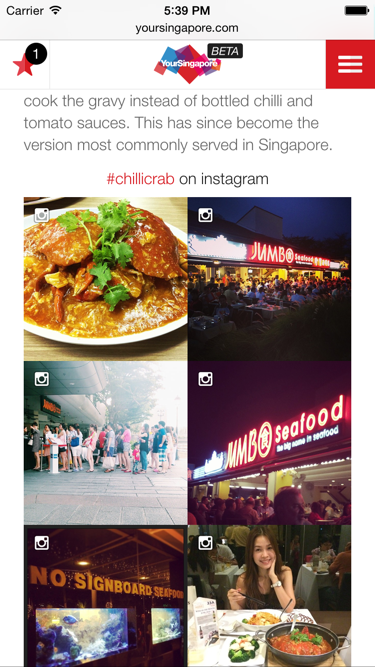 Carrier 5:39 PM
yoursingapore.com
1
YourSingapore
BETA
cook the gravy instead of bottled chilli and
tomato sauces. This has since become the
version most commonly served in Singapore.
#chillicrab on instagram
JUMBO Seafood
JUMBO Seafood
the big name in seafood.
NO SIGNBOARD SEAFOOD